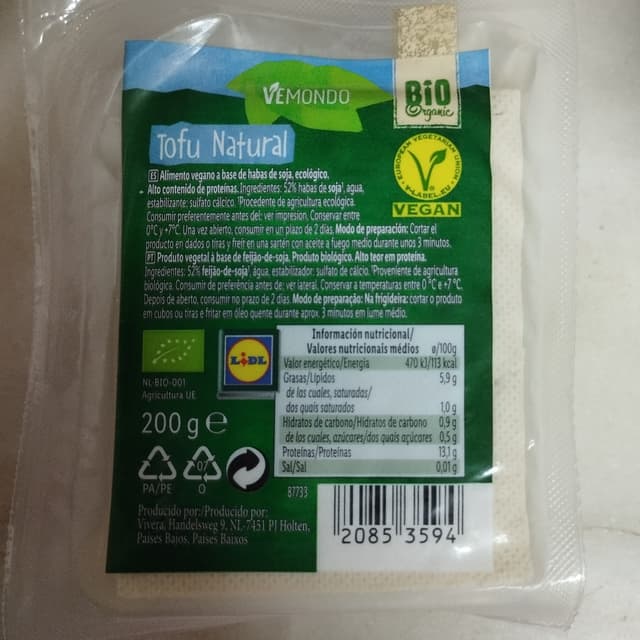 VEMONDO
BiO
Organic
Tofu Natural
EUROPEAN VEGETARIAN UNION
V-LABEL.EU
VEGAN
ES Alimento vegano a base de habas de soja, ecológico.
Alto contenido de proteínas. Ingredientes: 52% habas de soja¹, agua,
estabilizante: sulfato cálcico. ¹Procedente de agricultura ecológica.
Consumir preferentemente antes del: ver impresion. Conservar entre
0°C y +7°C. Una vez abierto, consumir en un plazo de 2 días. Modo de preparación: Cortar el
producto en dados o tiras y freír en una sartén con aceite a fuego medio durante unos 3 minutos.
PT Produto vegetal à base de feijão-de-soja. Produto biológico. Alto teor em proteína.
Ingredientes: 52% feijão-de-soja¹, água, estabilizador: sulfato de cálcio. ¹Proveniente de agricultura
biológica. Consumir de preferência antes de: ver lateral. Conservar a temperaturas entre 0 °C e +7 °C.
Depois de aberto, consumir no prazo de 2 dias. Modo de preparação: Na frigideira: cortar o produto
em cubos ou tiras e fritar em óleo quente durante aprox. 3 minutos em lume médio.
NL-BIO-001
Agricultura UE
LIDL
200 g e
PA/PE
07
O
Información nutricional/
Valores nutricionais médios ø/100g
Valor energético/Energia 470 kJ/113 kcal
Grasas/Lípidos 5,9 g
de las cuales, saturadas/
dos quais saturados 1,0 g
Hidratos de carbono/Hidratos de carbono 0,9 g
de los cuales, azúcares/dos quais açúcares 0,5 g
Proteínas/Proteínas 13,1 g
Sal/Sal 0,01 g
87733
Producido por:/Produzido por:
Vivera, Handelsweg 9, NL-7451 PJ Holten,
Países Bajos, Países Baixos
2085 3594